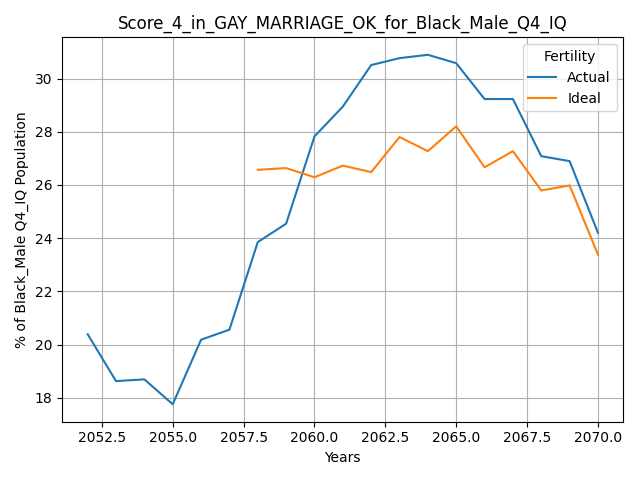 Score_4_in_GAY_MARRIAGE_OK_for_Black_Male_Q4_IQ
Fertility
Actual
Ideal
% of Black_Male Q4_IQ Population
30
28
26
24
22
20
18
2052.5 2055.0 2057.5 2060.0 2062.5 2065.0 2067.5 2070.0
Years